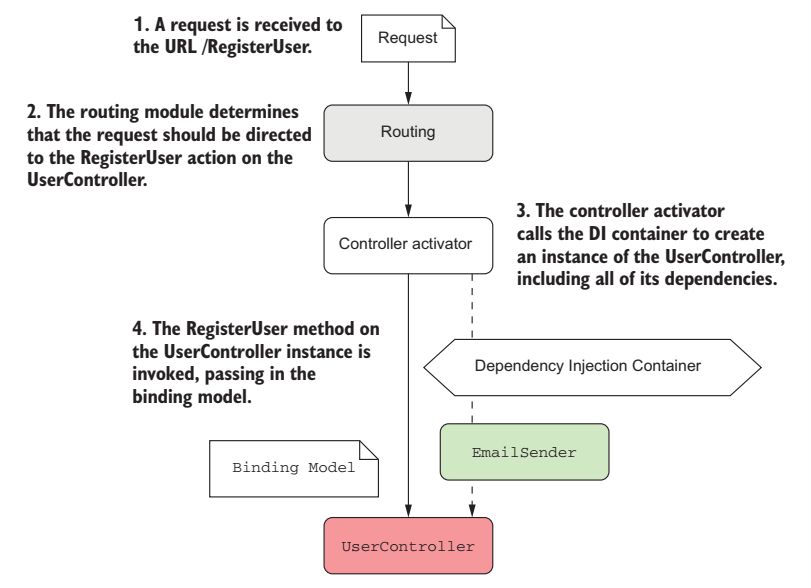 1. A request is received to
the URL /RegisterUser.
Request
2. The routing module determines
that the request should be directed
to the RegisterUser action on the
UserController.
Routing
3. The controller activator
calls the DI container to create
an instance of the UserController,
including all of its dependencies.
Controller activator
4. The RegisterUser method on
the UserController instance is
invoked, passing in the
binding model.
Dependency Injection Container
EmailSender
Binding Model
UserController